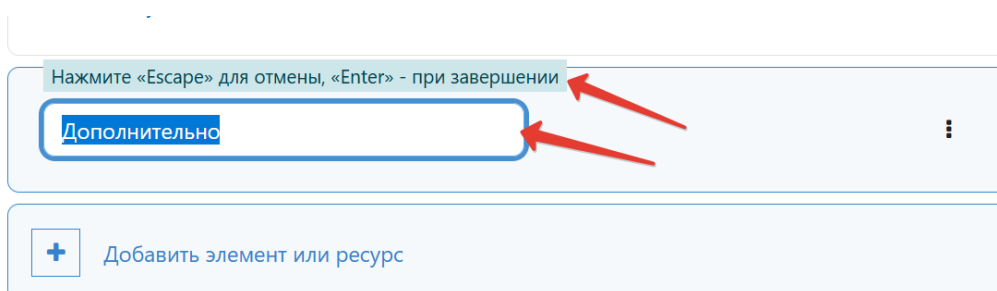 Нажмите «Escape» для отмены, «Enter» - при завершении
Дополнительно
Добавить элемент или ресурс